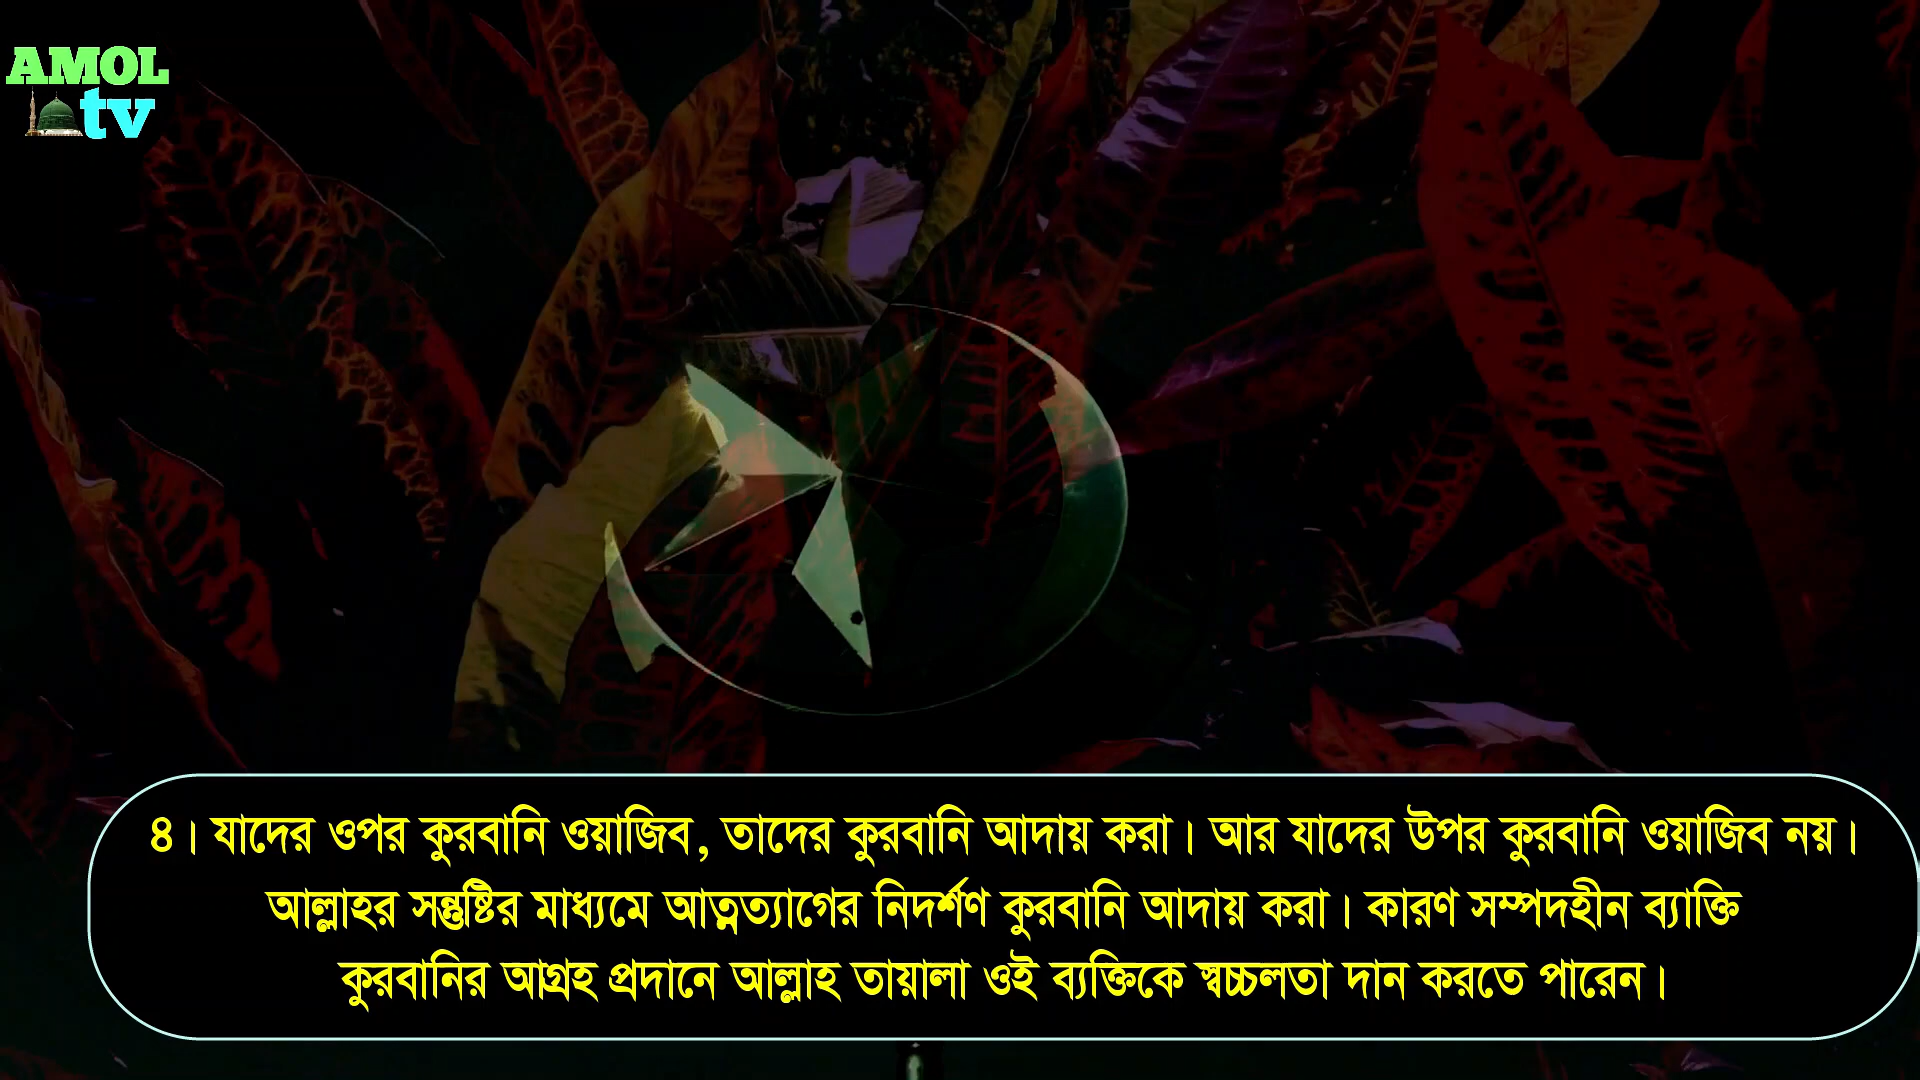 AMOL
tv
৪। যাদের ওপর কুরবানি ওয়াজিব, তাদের কুরবানি আদায় করা। আর যাদের উপর কুরবানি ওয়াজিব নয়।
আল্লাহর সন্তুষ্টির মাধ্যমে আত্নত্যাগের নিদর্শণ কুরবানি আদায় করা। কারণ সম্পদহীন ব্যাক্তি
কুরবানির আগ্রহ প্রদানে আল্লাহ তায়ালা ওই ব্যক্তিকে স্বচ্চলতা দান করতে পারেন।